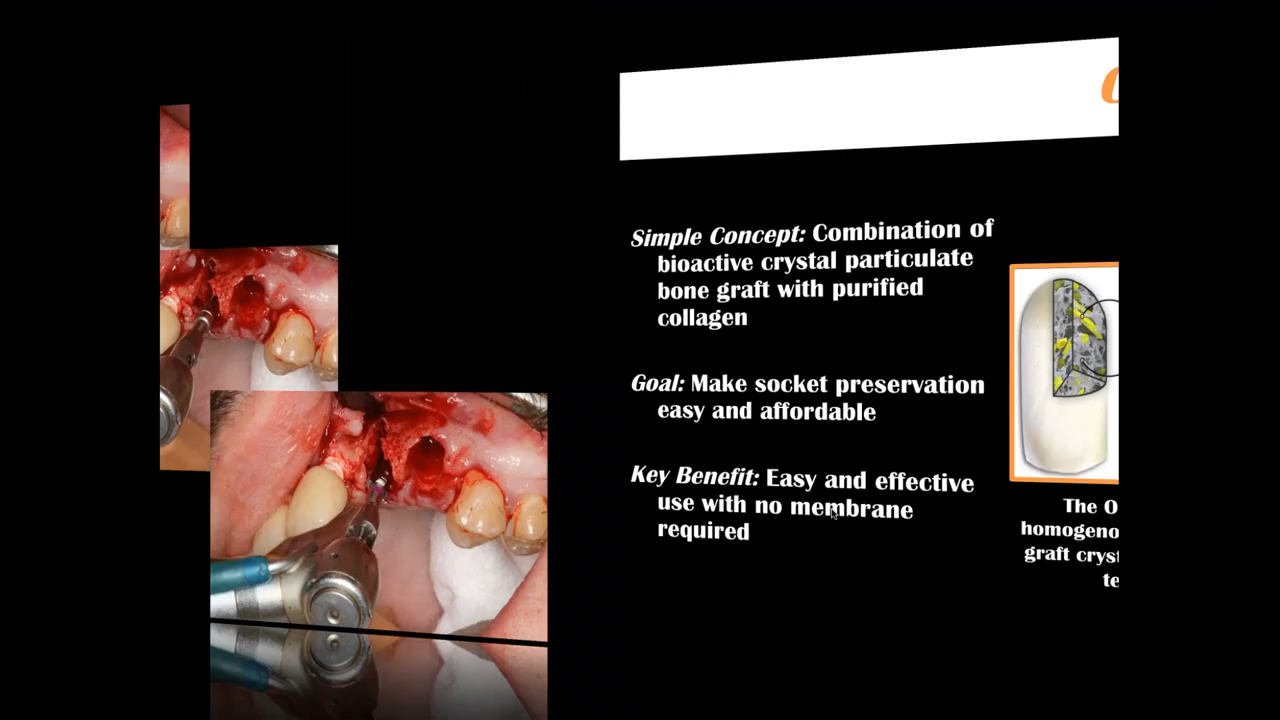 Simple Concept: Combination of
bioactive crystal particulate
bone graft with purified
collagen
Goal: Make socket preservation
easy and affordable
Key Benefit: Easy and effective
use with no membrane
required
The O
homogeno
graft cryst
te